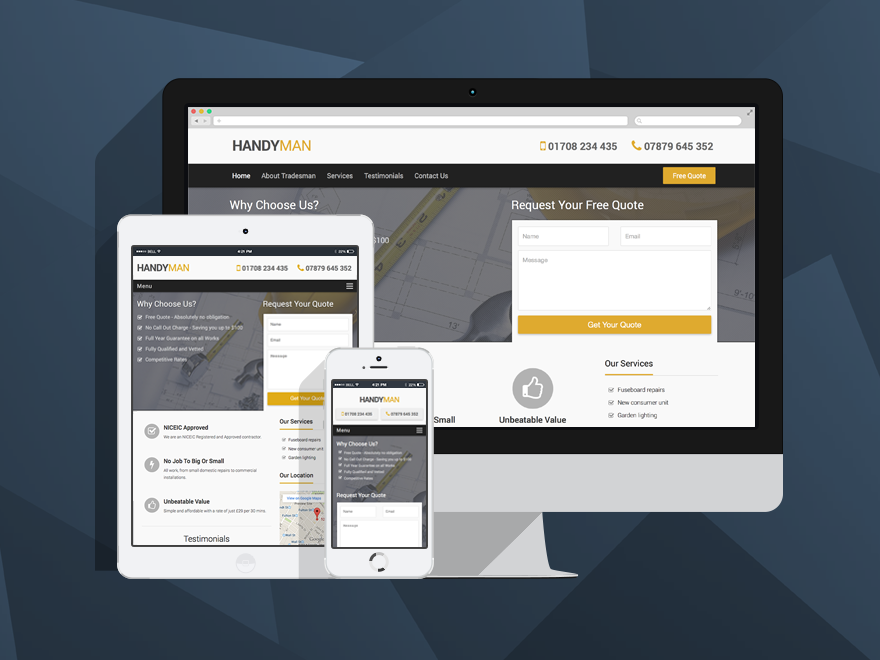 HANDYMAN
01708 234 435
07879 645 352
Home
About Tradesman
Services
Testimonials
Contact Us
Free Quote
Why Choose Us?
$100
Request Your Free Quote
Name
Email
Message
Get Your Quote
13'
9'-10"
Our Services
Fuseboard repairs
New consumer unit
Garden lighting
Small
Unbeatable Value
BELL
4:21 PM
22%
HANDYMAN
01708 234 435
07879 645 352
Menu
Why Choose Us?
Free Quote - Absolutely no obligation
No Call Out Charge - Saving you up to $100
Full Year Guarantee on all Works
Fully Qualified and Vetted
Competitive Rates
Request Your Quote
Name
Email
Message
Get Your Quote
NICEIC Approved
We are an NICEIC Registered and Approved contractor.
No Job To Big Or Small
All work, from small domestic repairs to commercial
installations.
Unbeatable Value
Simple and affordable with a rate of just £29 per 90 mins.
Testimonials
Our Services
Fuseboard repairs
New consumer unit
Garden lighting
Our Location
View on Google Maps
Google
BELL
4:21 PM
22%
HANDYMAN
01708 234 435
07879 645 352
Menu
Why Choose Us?
Free Quote - Absolutely no obligation
No Call Out Charge - Saving you up to $100
Full Year Guarantee on all Works
Fully Qualified and Vetted
Competitive Rates
Request Your Quote
Name
Email
Message